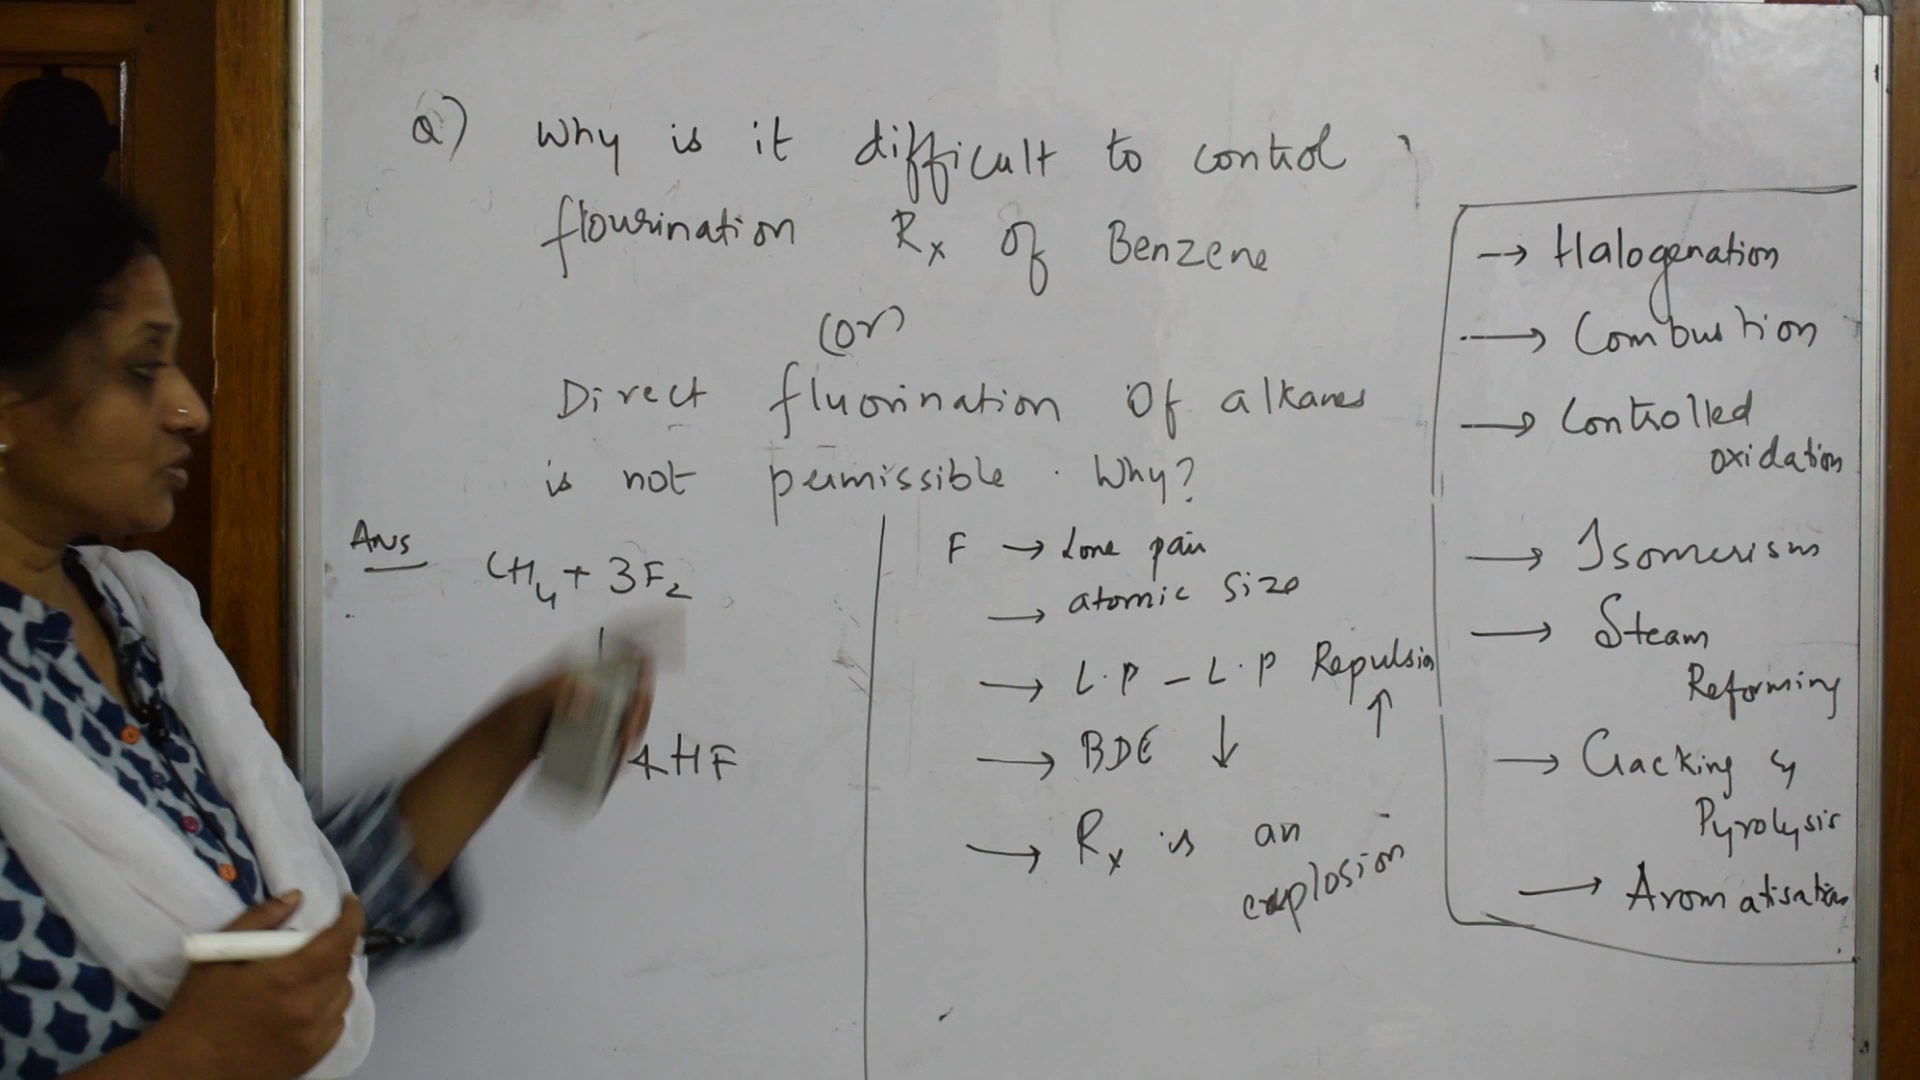 Q) Why is it difficult to control
flourination Rx of Benzene
(or)
Direct fluorination of alkanes
is not permissible. Why?
Ans
CH4 + 3F2
4HF
F → Lone pair
→ atomic size
→ L.P - L.P Repulsion ↑
→ BDE ↓
→ Rx is an
explosion
→ Halogenation
→ Combustion
→ Controlled
oxidation
→ Isomerism
→ Steam
Reforming
→ Cracking &
Pyrolysis
→ Aromatisation